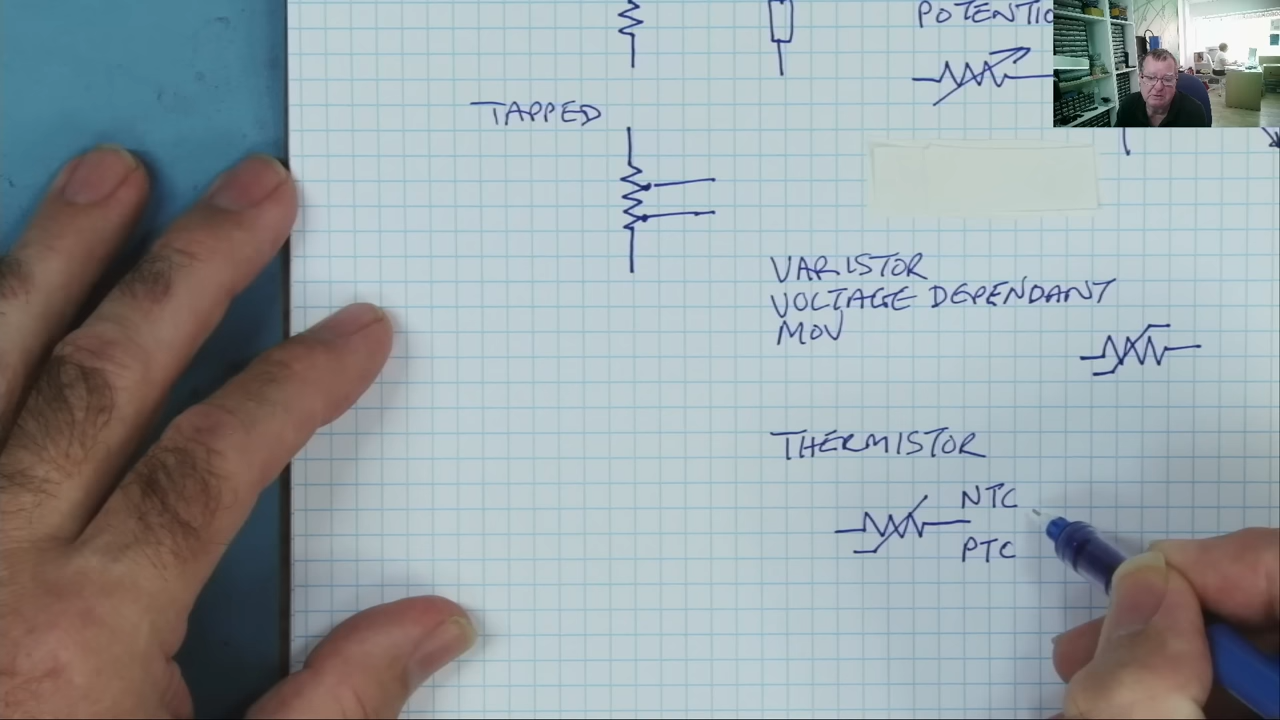 POTENTIO
TAPPED
VARISTOR
VOLTAGE DEPENDANT
MOV
THERMISTOR
NTC
PTC